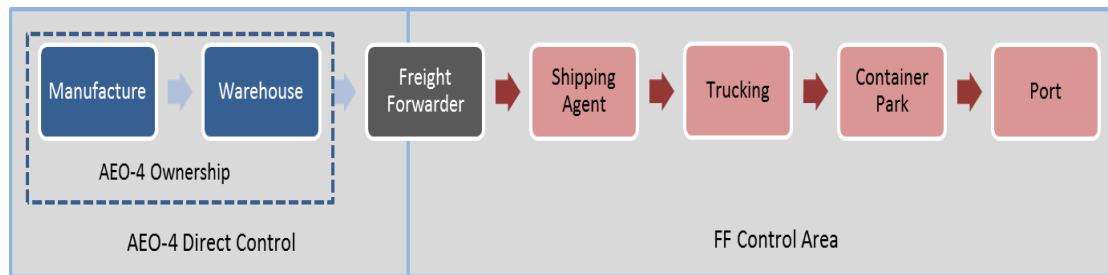 Manufacture
Warehouse
Freight
Forwarder
Shipping
Agent
Trucking
Container
Park
Port
AEO-4 Ownership
AEO-4 Direct Control
FF Control Area